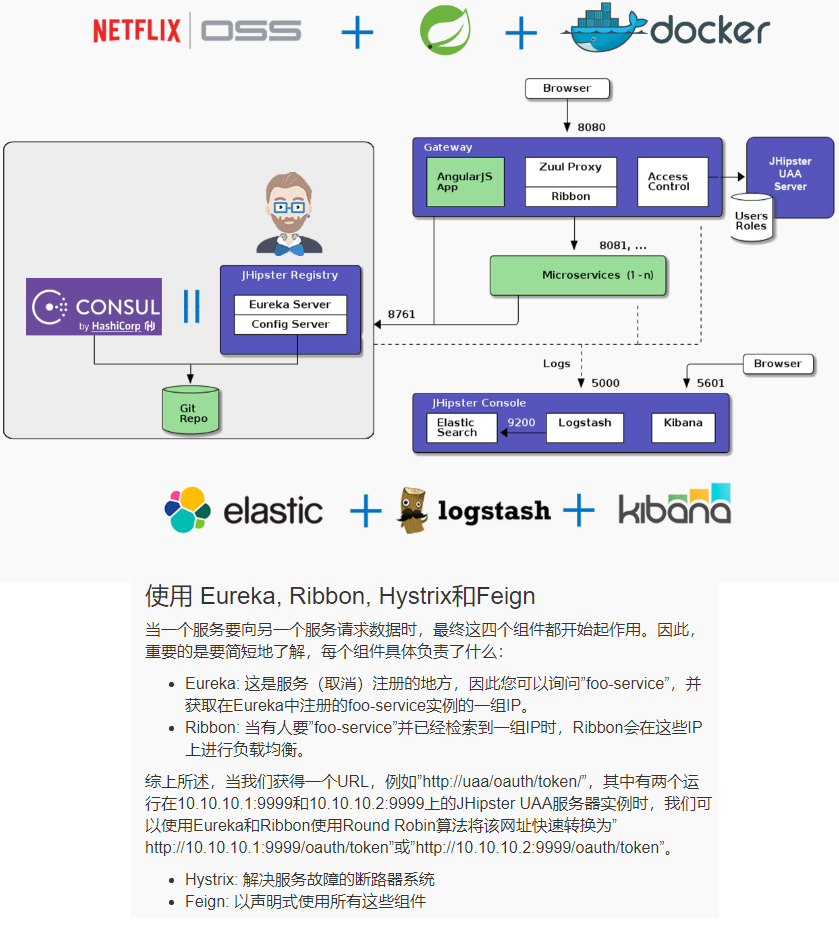 NETFLIX OSS + + docker
Browser
8080
Gateway
AngularJS
App
Zuul Proxy
Ribbon
Access
Control
JHipster
UAA
Server
Users
Roles
8081, ...
Microservices (1 - n)
JHipster Registry
Eureka Server
Config Server
CONSUL
by HashiCorp
8761
Git
Repo
Logs
5000
Browser
5601
JHipster Console
Elastic
Search
9200
Logstash
Kibana
elastic + logstash + kibana
使用 Eureka, Ribbon, Hystrix和Feign
当一个服务要向另一个服务请求数据时，最终这四个组件都开始起作用。因此，
重要的是要简短地了解，每个组件具体负责了什么：
• Eureka: 这是服务（取消）注册的地方，因此您可以询问”foo-service”，并
获取在Eureka中注册的foo-service实例的一组IP。
• Ribbon: 当有人要”foo-service”并已经检索到一组IP时，Ribbon会在这些IP
上进行负载均衡。
综上所述，当我们获得一个URL，例如”http://uaa/oauth/token/”，其中有两个运
行在10.10.10.1:9999和10.10.10.2:9999上的JHipster UAA服务器实例时，我们可
以使用Eureka和Ribbon使用Round Robin算法将该网址快速转换为”
http://10.10.10.1:9999/oauth/token”或”http://10.10.10.2:9999/oauth/token”。
• Hystrix: 解决服务故障的断路器系统
• Feign: 以声明式使用所有这些组件